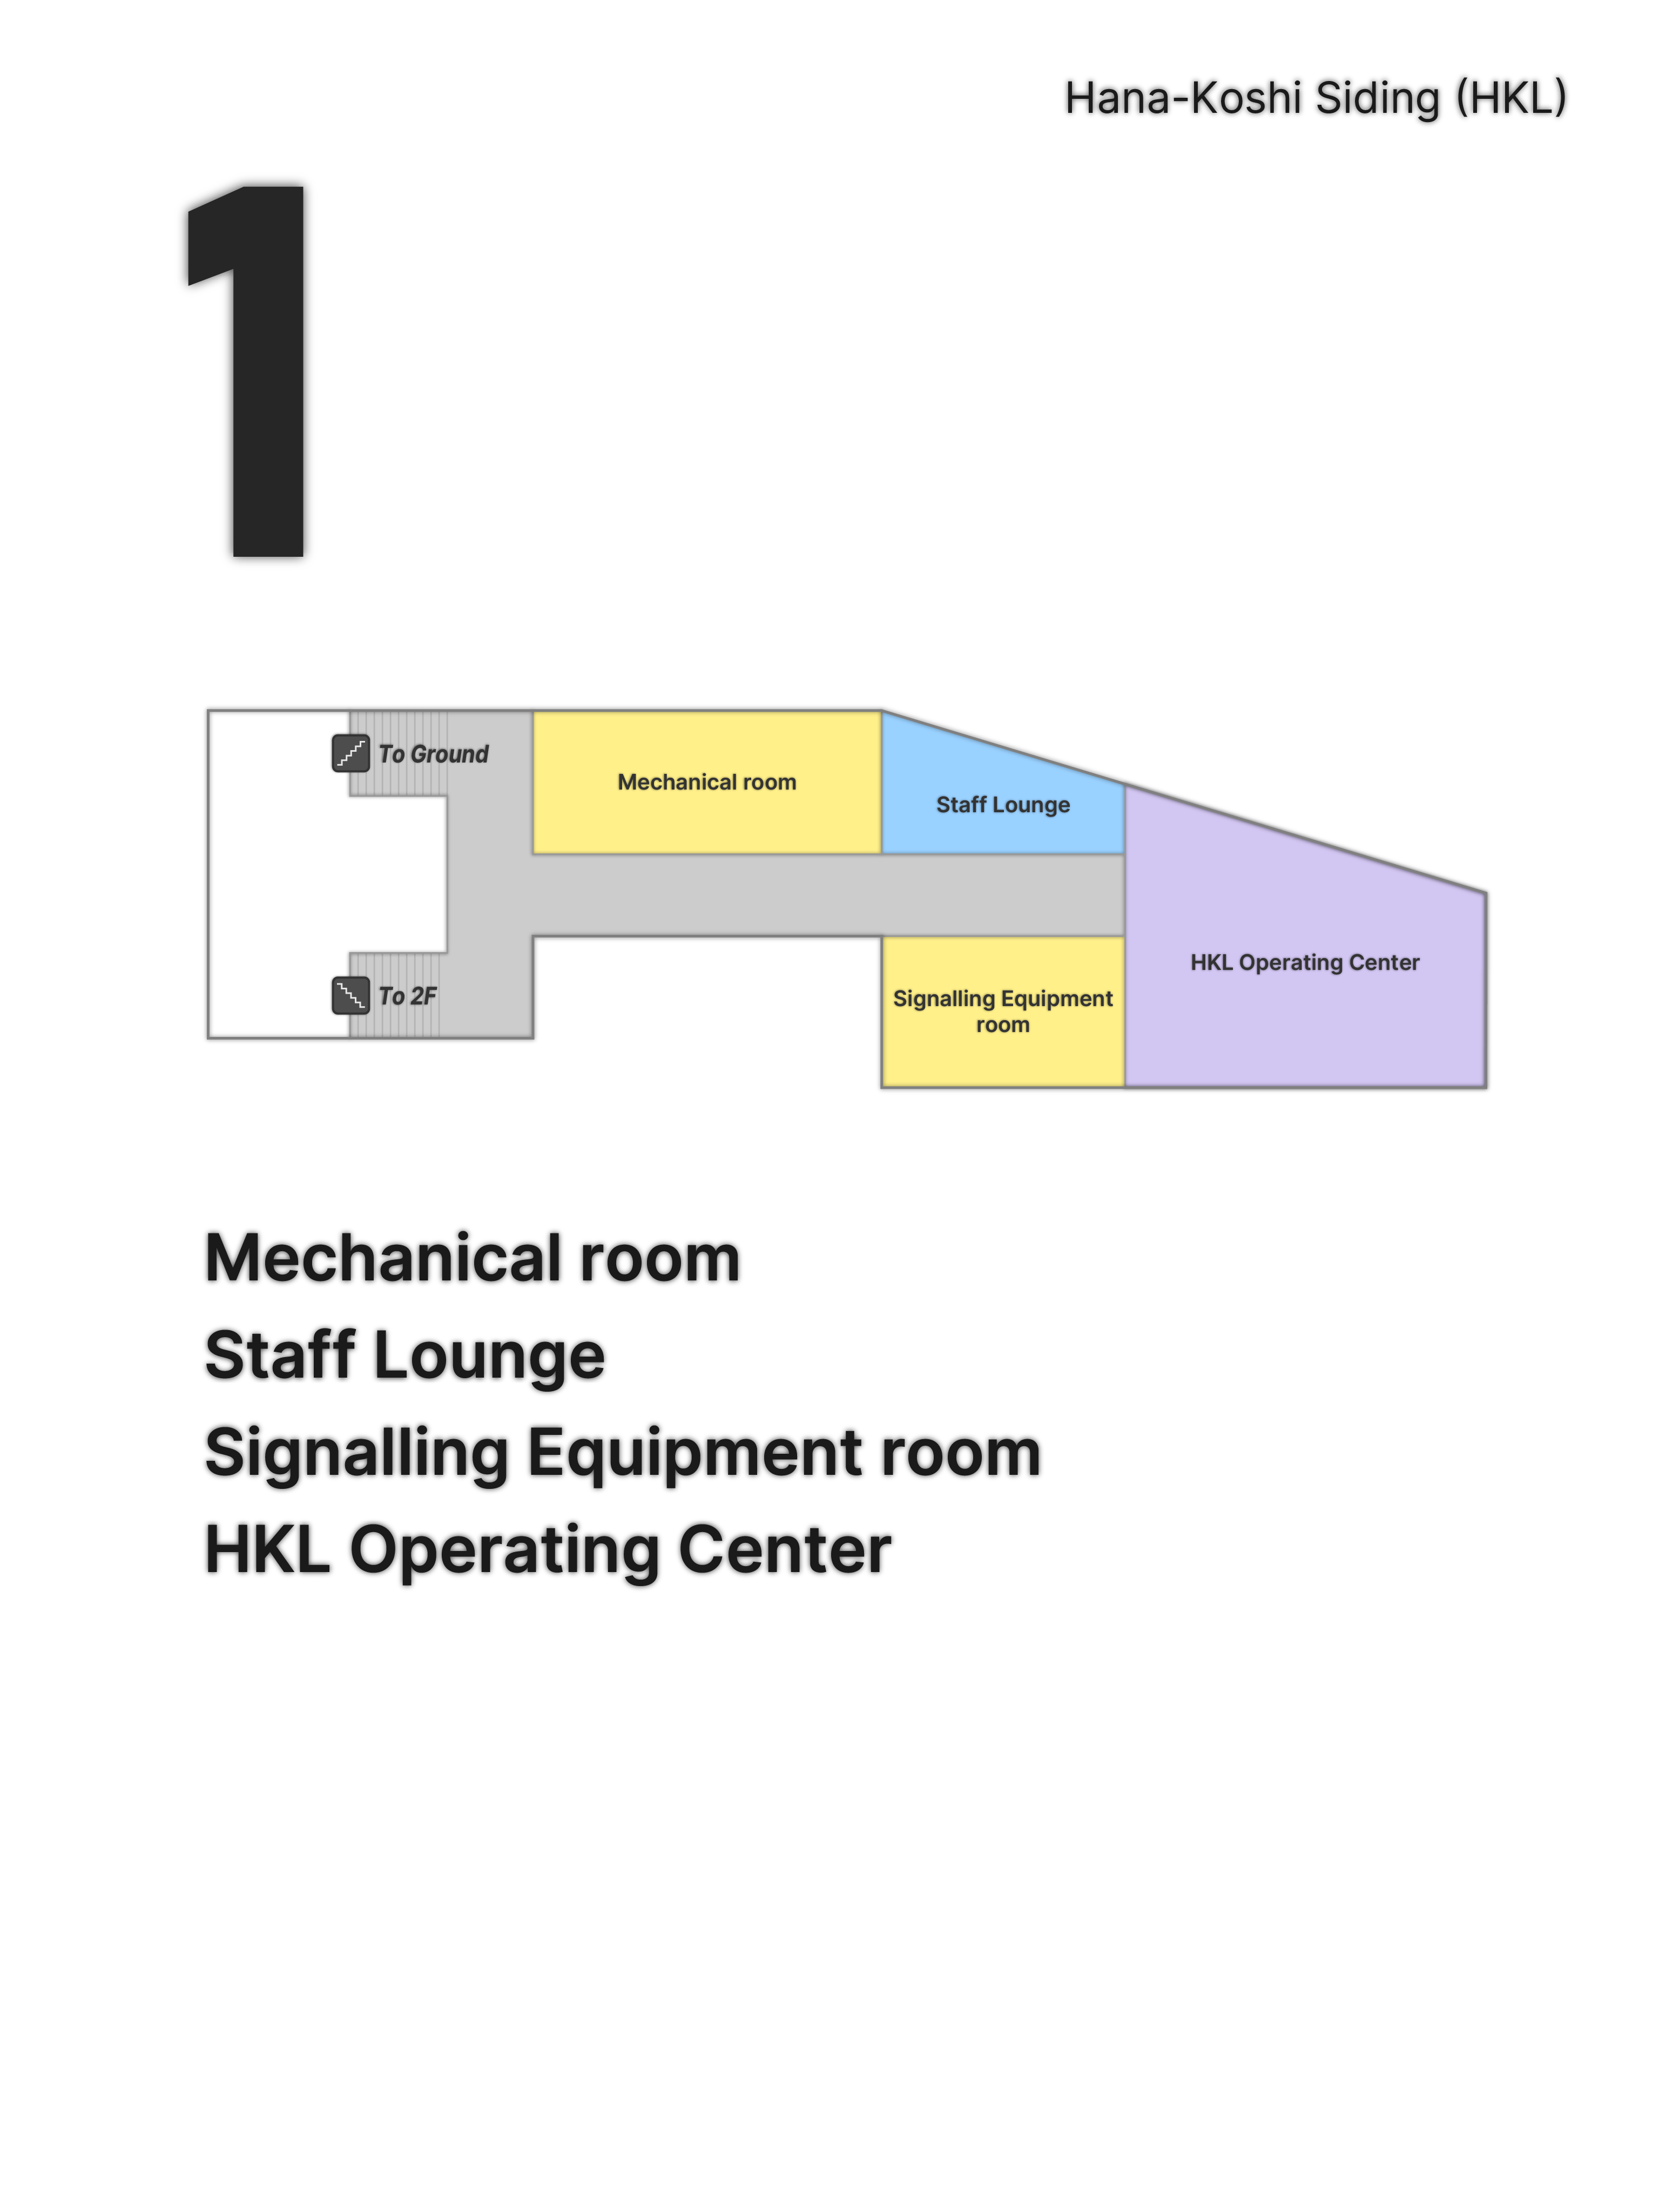 Hana-Koshi Siding (HKL)
1
To Ground
Mechanical room
Staff Lounge
HKL Operating Center
To 2F
Signalling Equipment
room
Mechanical room
Staff Lounge
Signalling Equipment room
HKL Operating Center